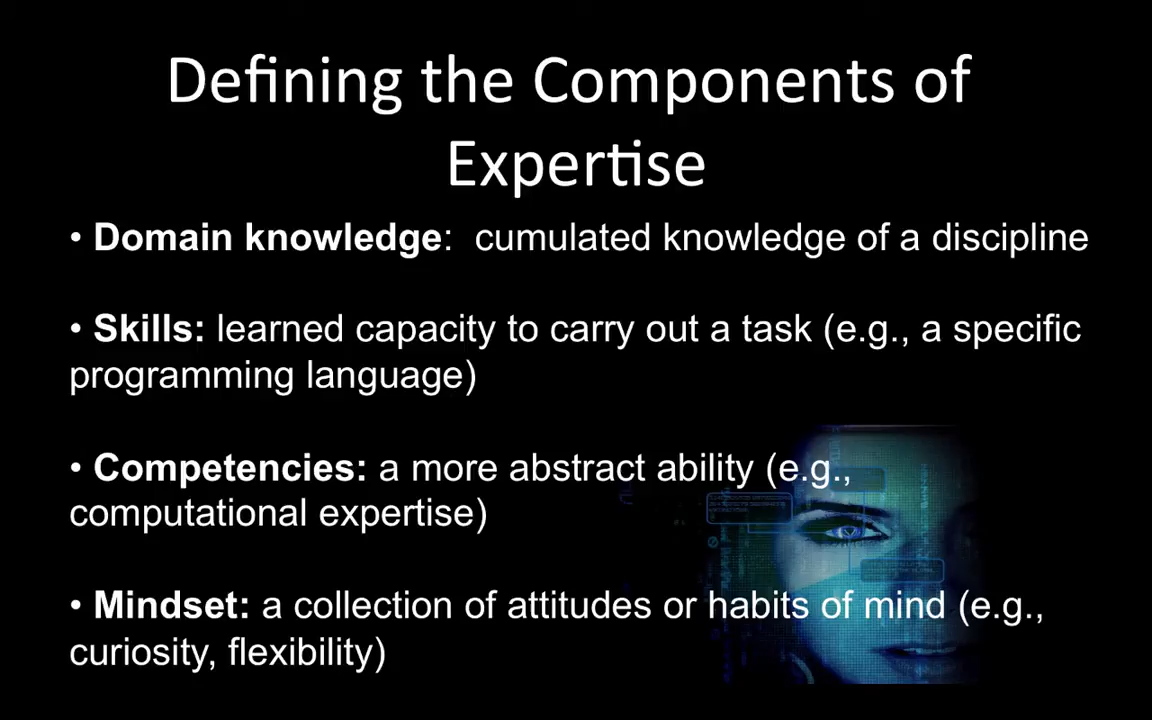 Defining the Components of
Expertise
• Domain knowledge:  cumulated knowledge of a discipline
• Skills: learned capacity to carry out a task (e.g., a specific
programming language)
• Competencies: a more abstract ability (e.g.,
computational expertise)
• Mindset: a collection of attitudes or habits of mind (e.g.,
curiosity, flexibility)